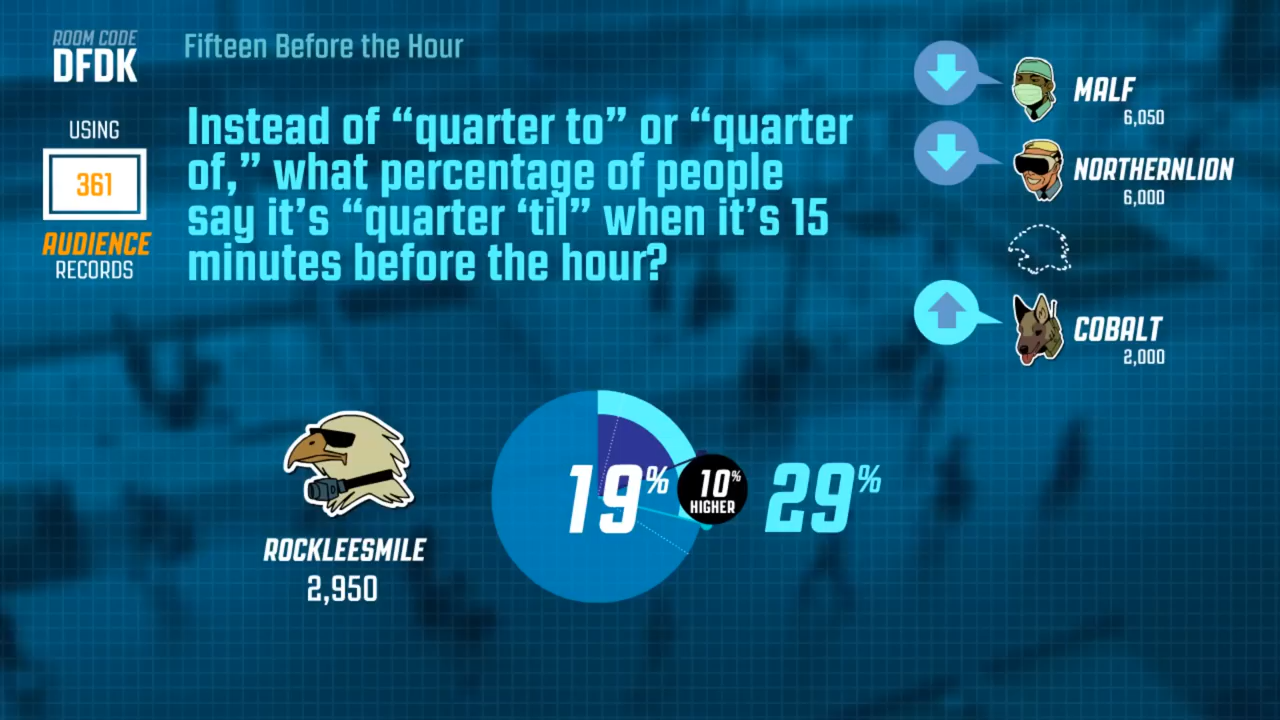 ROOM CODE
DFDK
Fifteen Before the Hour
USING
361
AUDIENCE
RECORDS
Instead of “quarter to” or “quarter
of,” what percentage of people
say it’s “quarter ‘til” when it’s 15
minutes before the hour?
MALF
6,050
NORTHERNLION
6,000
COBALT
2,000
ROCKLEESMILE
2,950
19%
10%
HIGHER
29%